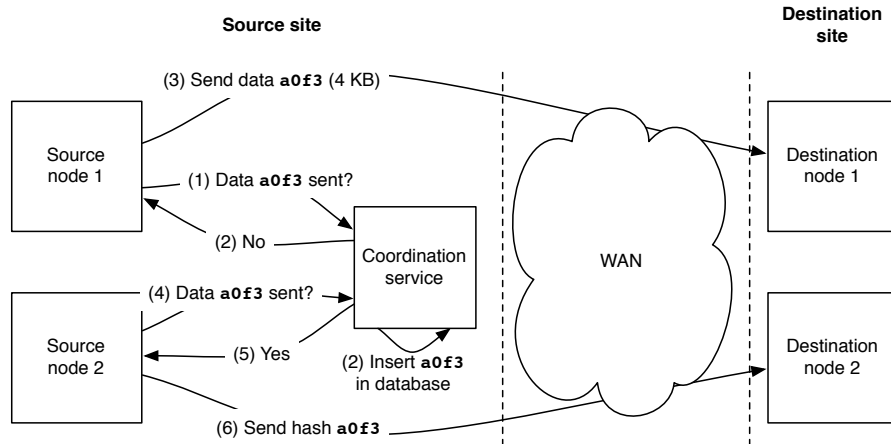 Source site
Destination
site
(3) Send data a0f3 (4 KB)
Source
node 1
Destination
node 1
(1) Data a0f3 sent?
(2) No
Coordination
service
WAN
(4) Data a0f3 sent?
Source
node 2
(5) Yes
(2) Insert a0f3
in database
Destination
node 2
(6) Send hash a0f3